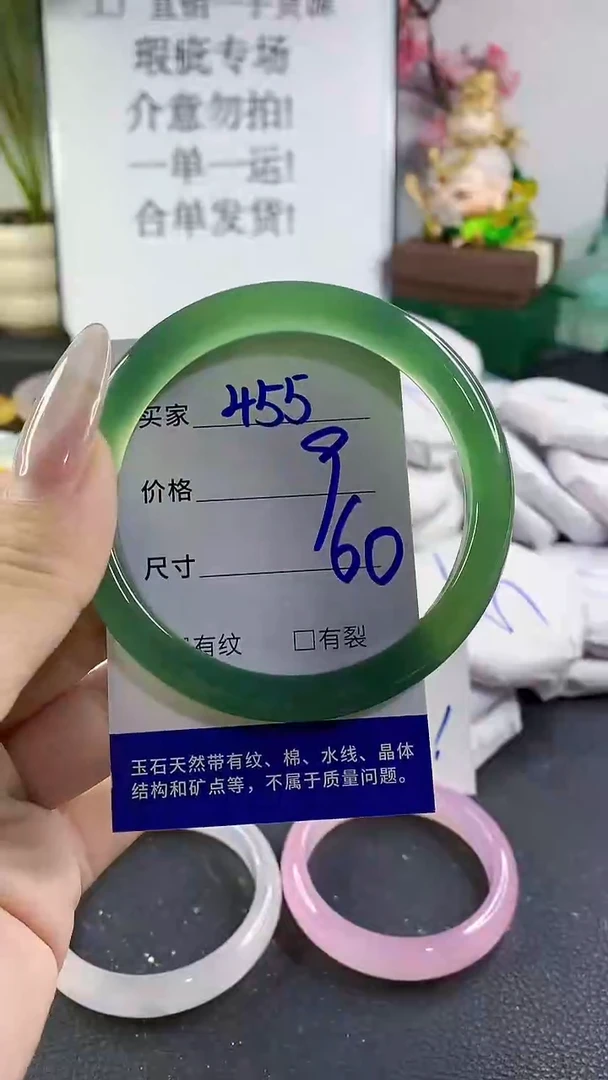 工厂直销一手货源
瑕疵专场
介意勿拍!
一单一运!
合单发货!
买家 455
价格 9
尺寸 60
有纹 □有裂
玉石天然带有纹、棉、水线、晶体
结构和矿点等，不属于质量问题。